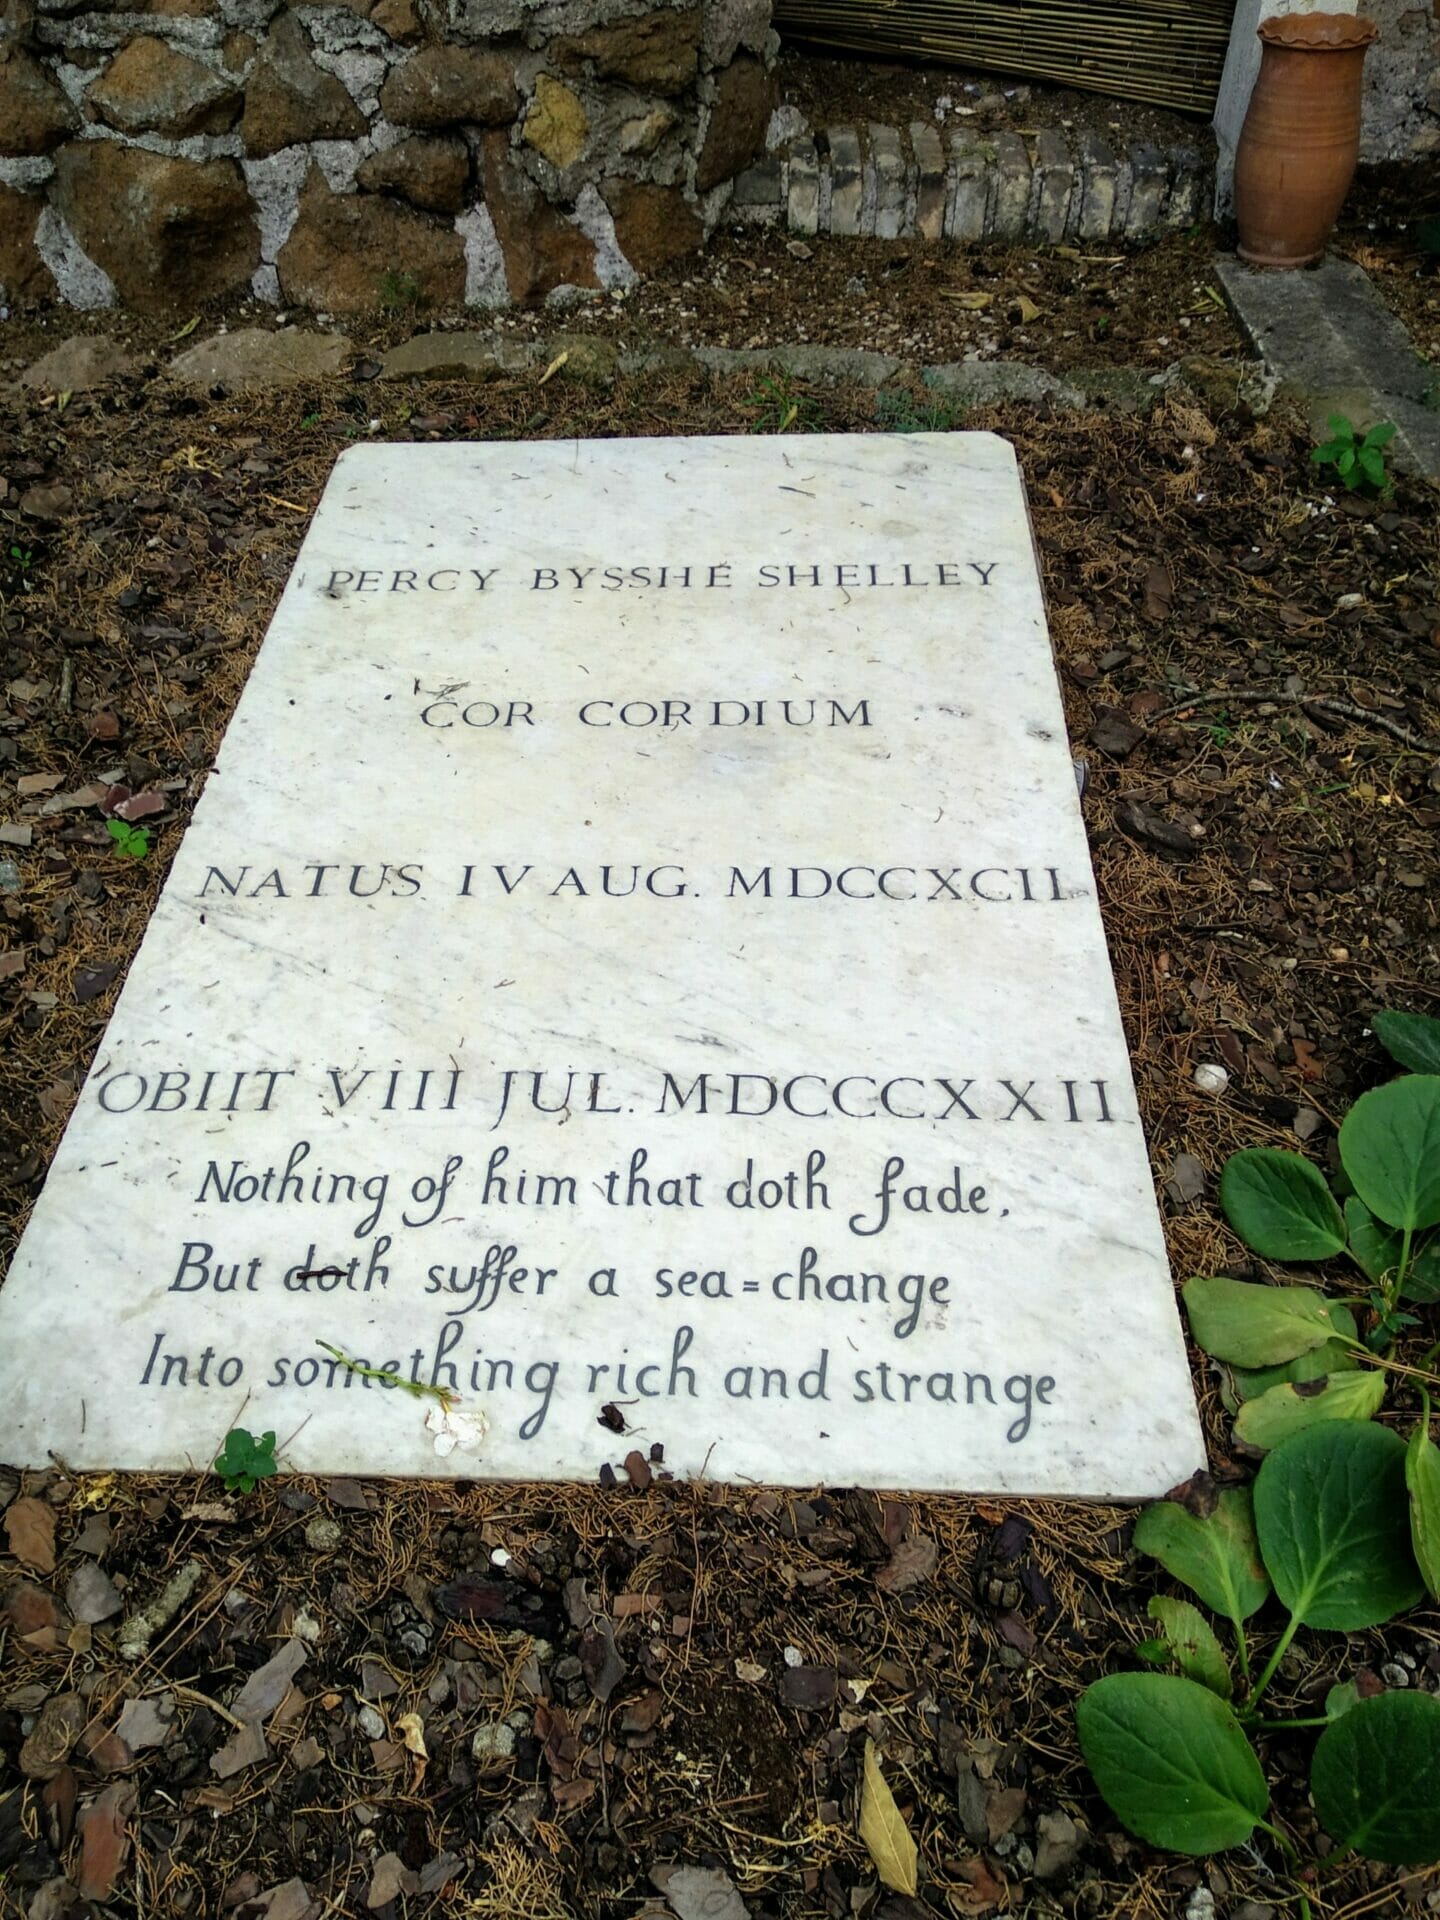 PERCY BYSSHE SHELLEY
COR CORDIUM
NATUS IV AUG. MDCCXCII
OBIIT VIII JUL. MDCCCXXII
Nothing of him that doth fade,
But doth suffer a sea=change
Into something rich and strange